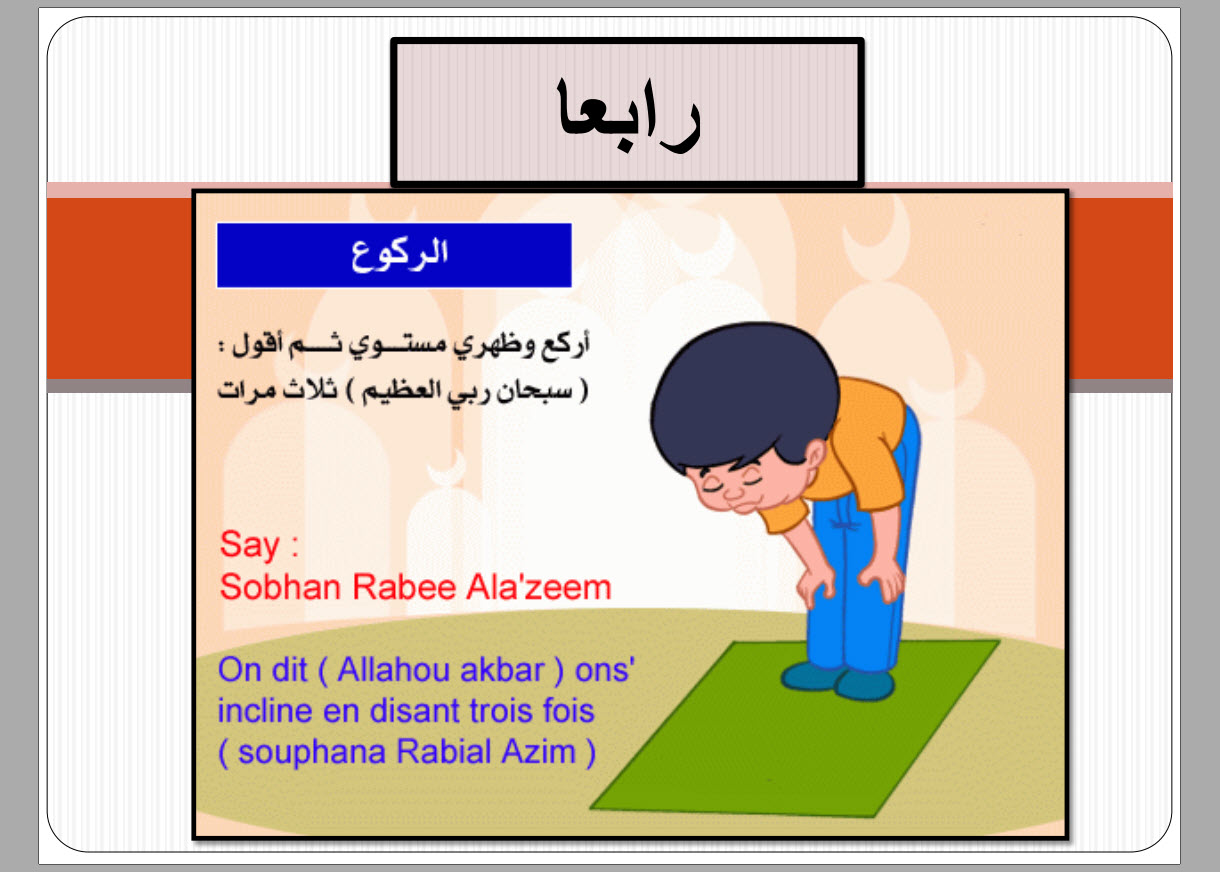 رابعا
الركوع
أركع وظهري مستـــوي ثـــم أقول :
( سبحان ربي العظيم ) ثلاث مرات
Say :
Sobhan Rabee Ala'zeem
On dit ( Allahou akbar ) ons'
incline en disant trois fois
( souphana Rabial Azim )